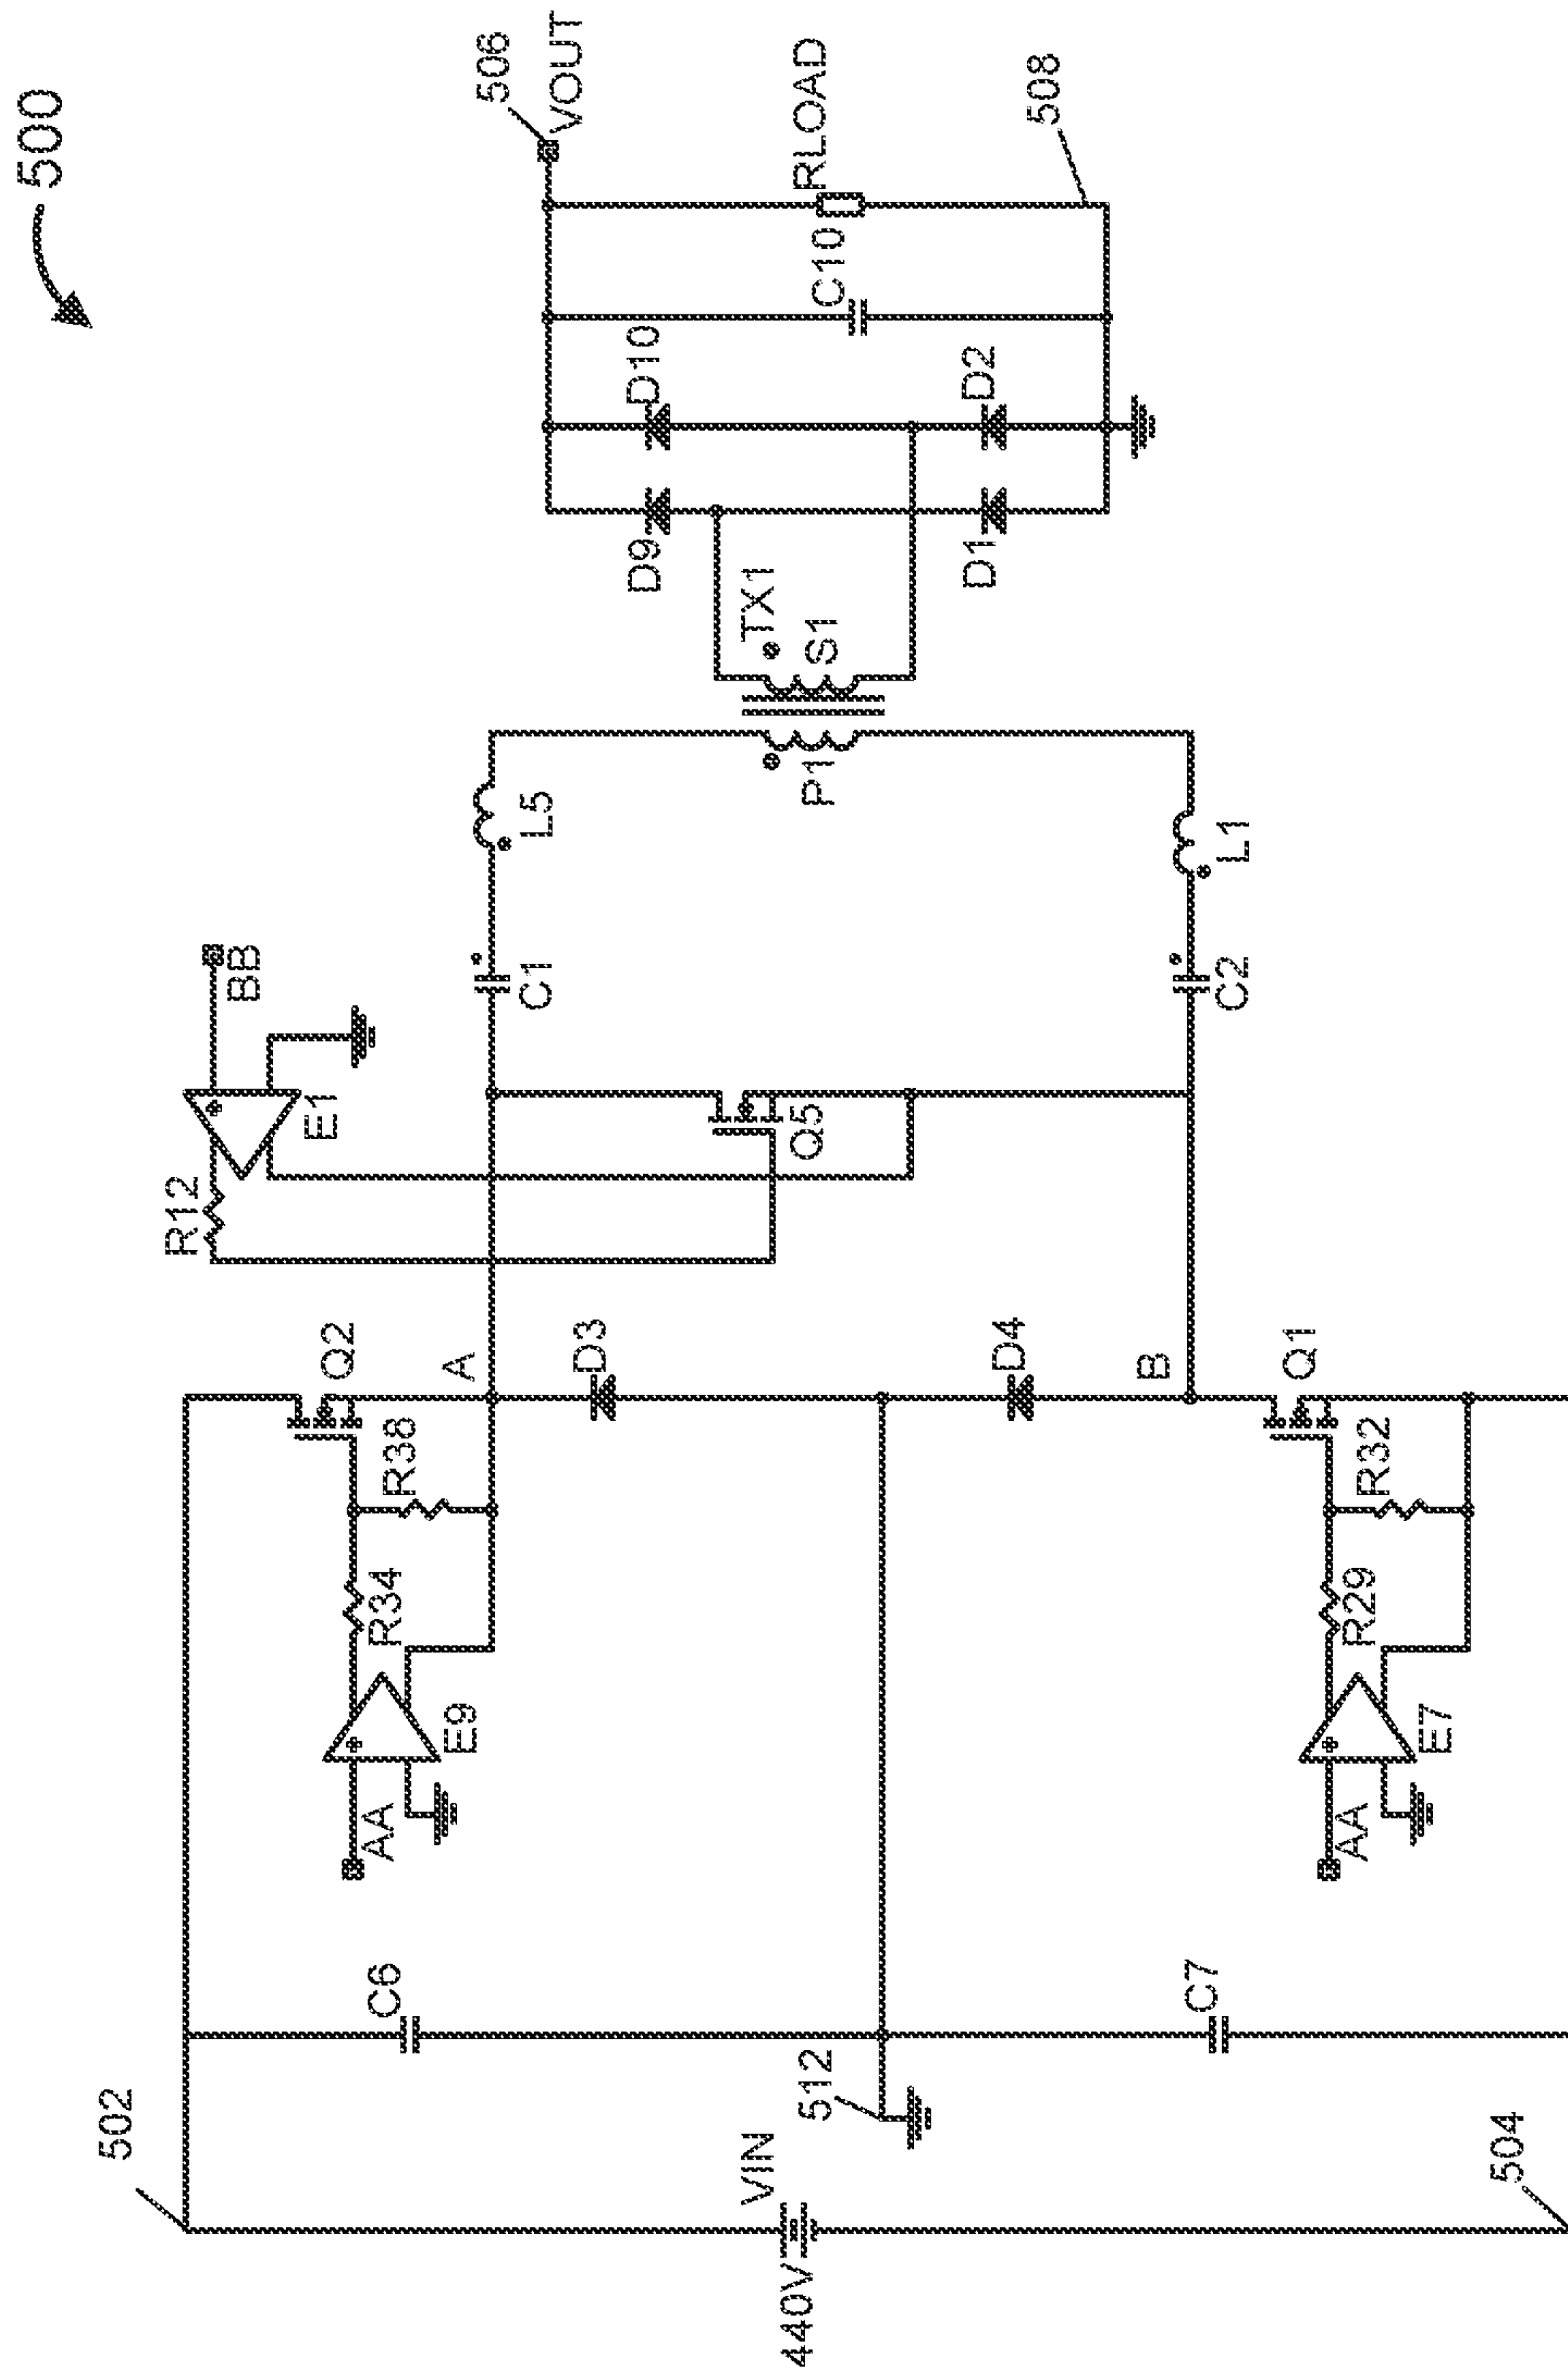 500
502
504
506
508
512
VOUT
RLOAD
C10
D10
D2
D9
D1
TX1
S1
P1
L5
L1
C1
C2
BB
E1
R12
Q5
Q2
A
D3
D4
B
Q1
R38
R34
E9
AA
R32
R29
E7
AA
C6
C7
VIN
440V